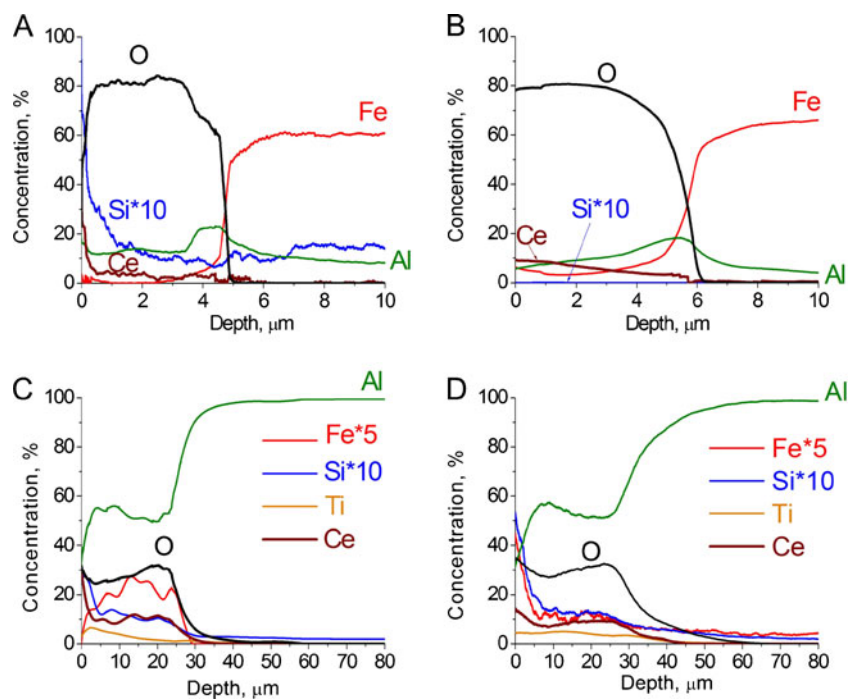 A
Concentration, %
100
80
60
40
20
0
O
Fe
Si*10
Ce
Al
0 2 4 6 8 10
Depth, μm
B
Concentration, %
100
80
60
40
20
0
O
Fe
Si*10
Ce
Al
0 2 4 6 8 10
Depth, μm
C
Concentration, %
100
80
60
40
20
0
Al
Fe*5
Si*10
Ti
Ce
O
0 10 20 30 40 50 60 70 80
Depth, μm
D
Concentration, %
100
80
60
40
20
0
Al
Fe*5
Si*10
Ti
Ce
O
0 10 20 30 40 50 60 70 80
Depth, μm